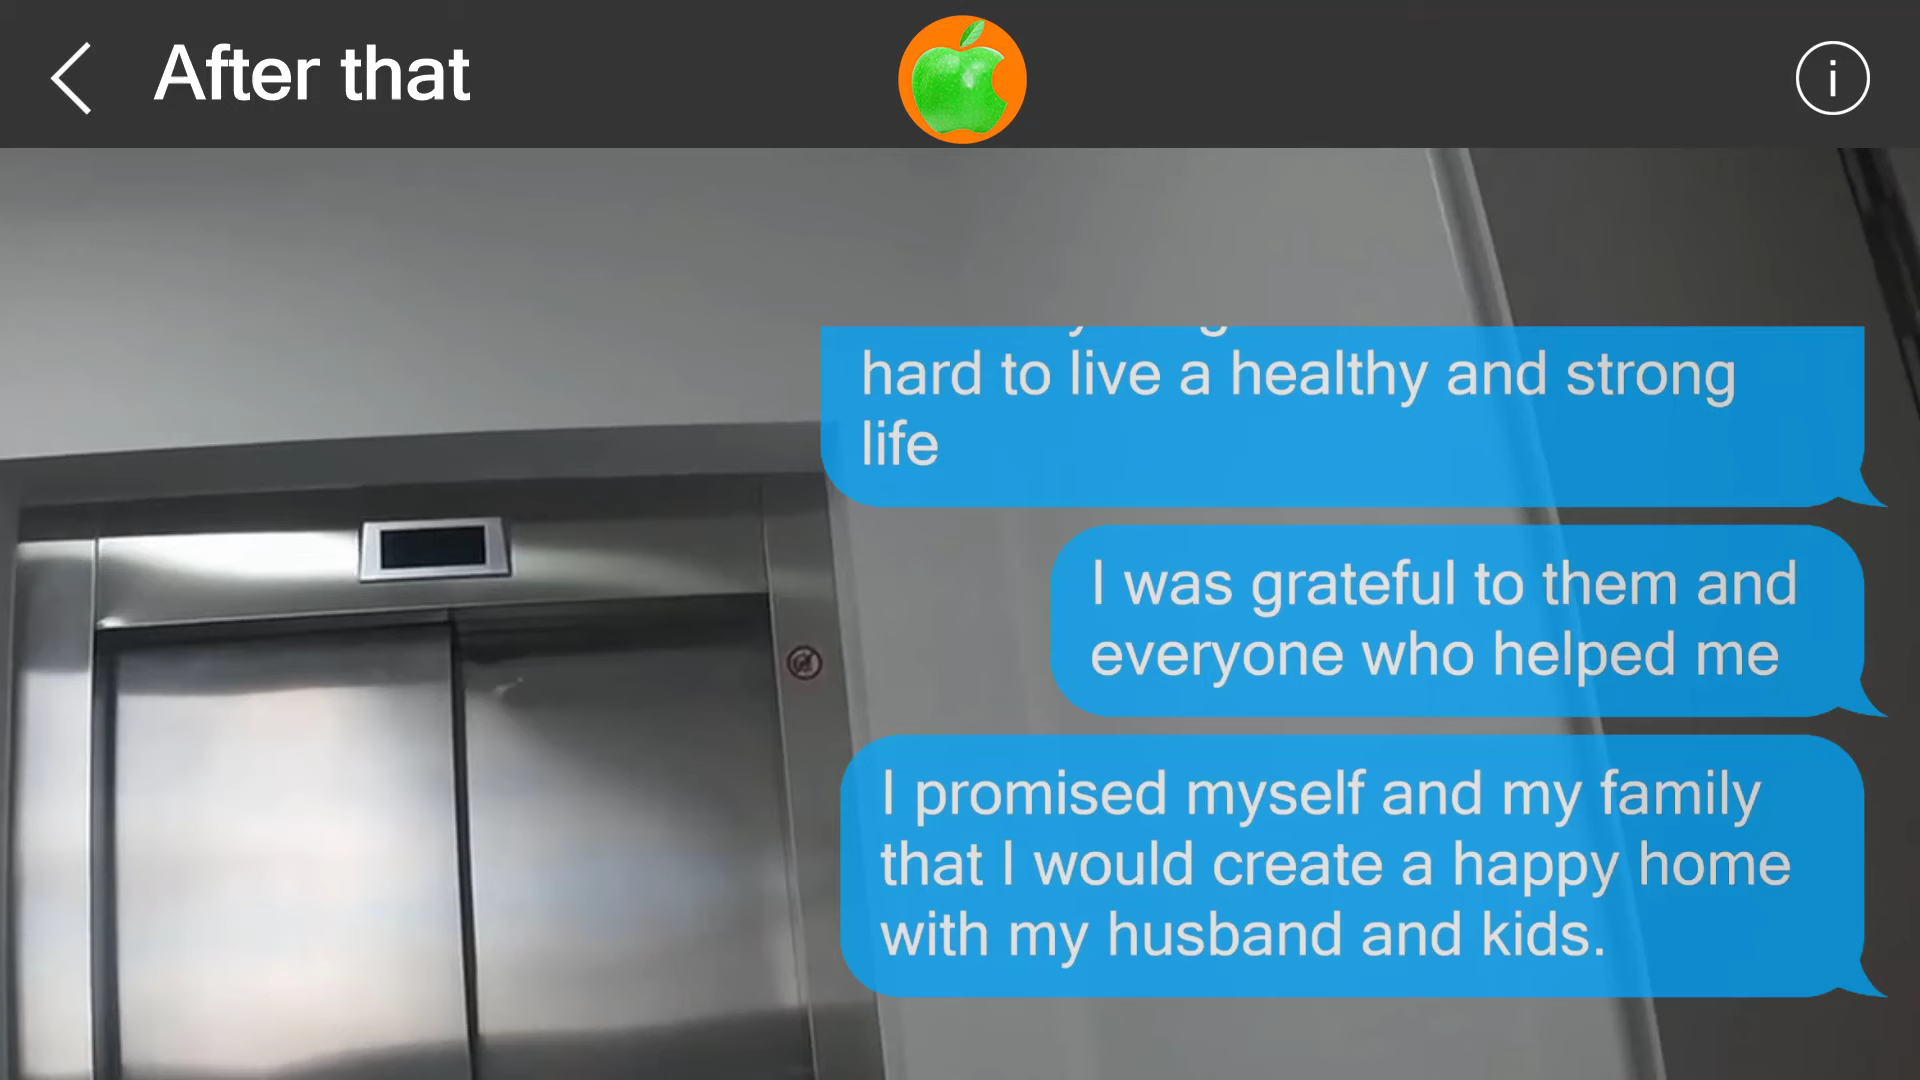 After that
hard to live a healthy and strong
life
I was grateful to them and
everyone who helped me
I promised myself and my family
that I would create a happy home
with my husband and kids.